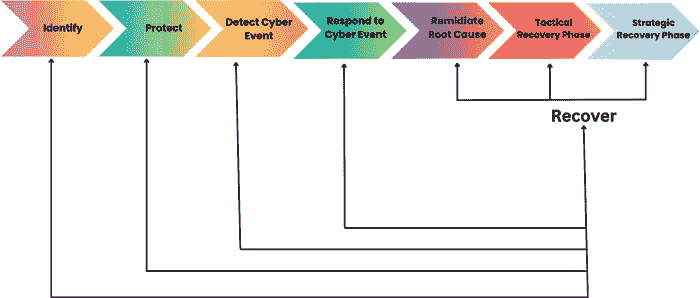 Identify
Protect
Detect Cyber
Event
Respond to
Cyber Event
Remidiate
Root Cause
Tactical
Recovery Phase
Strategic
Recovery Phase
Recover